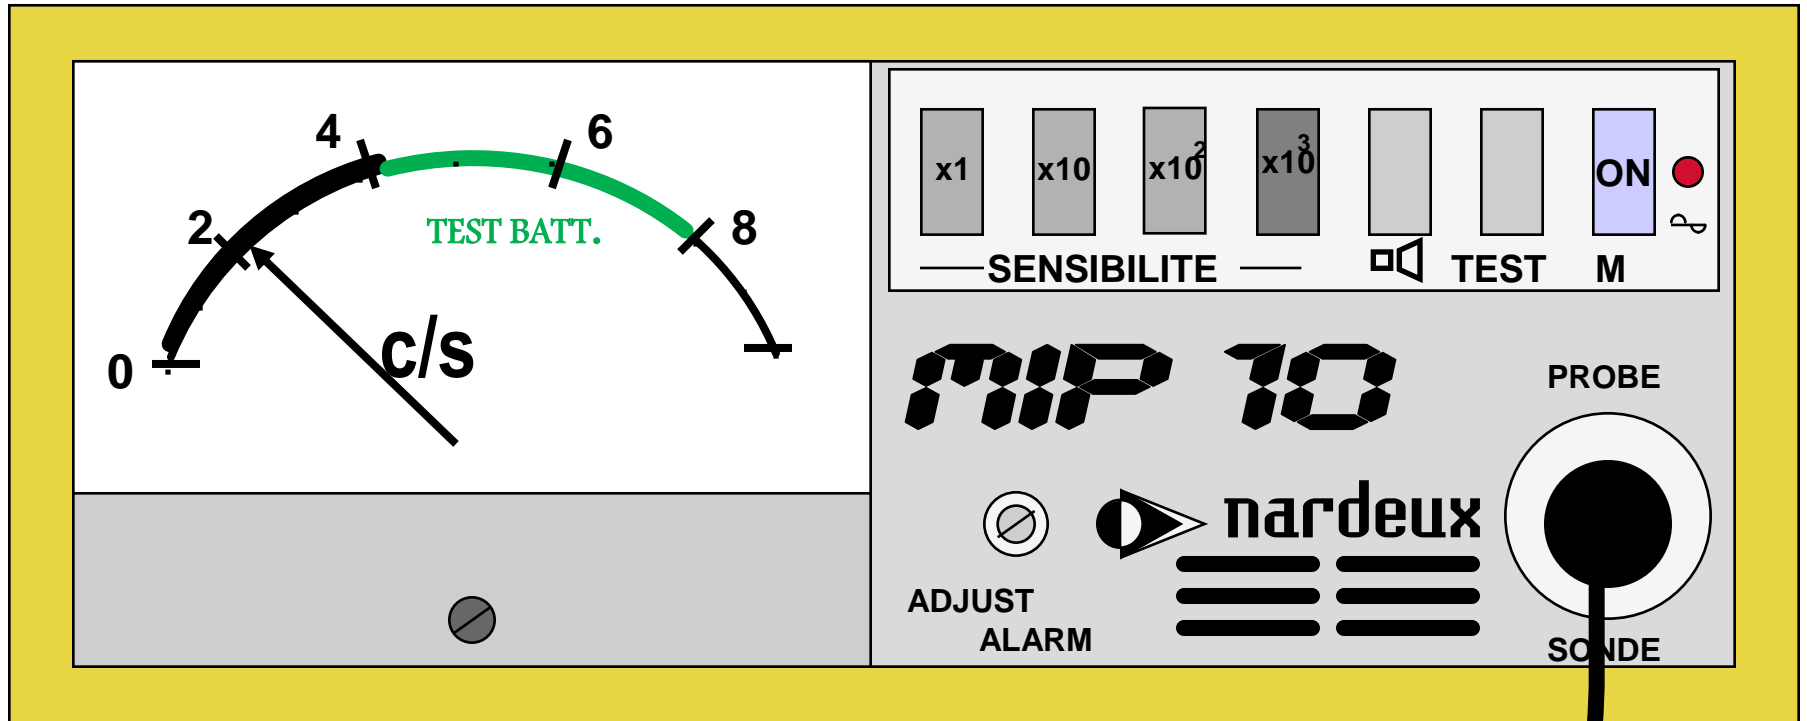 0
2
4
6
8
TEST BATT.
c/s
x1
x10
x10²
x10³
ON
SENSIBILITE
TEST
M
MIP 10
PROBE
nardeux
ADJUST
ALARM
SONDE